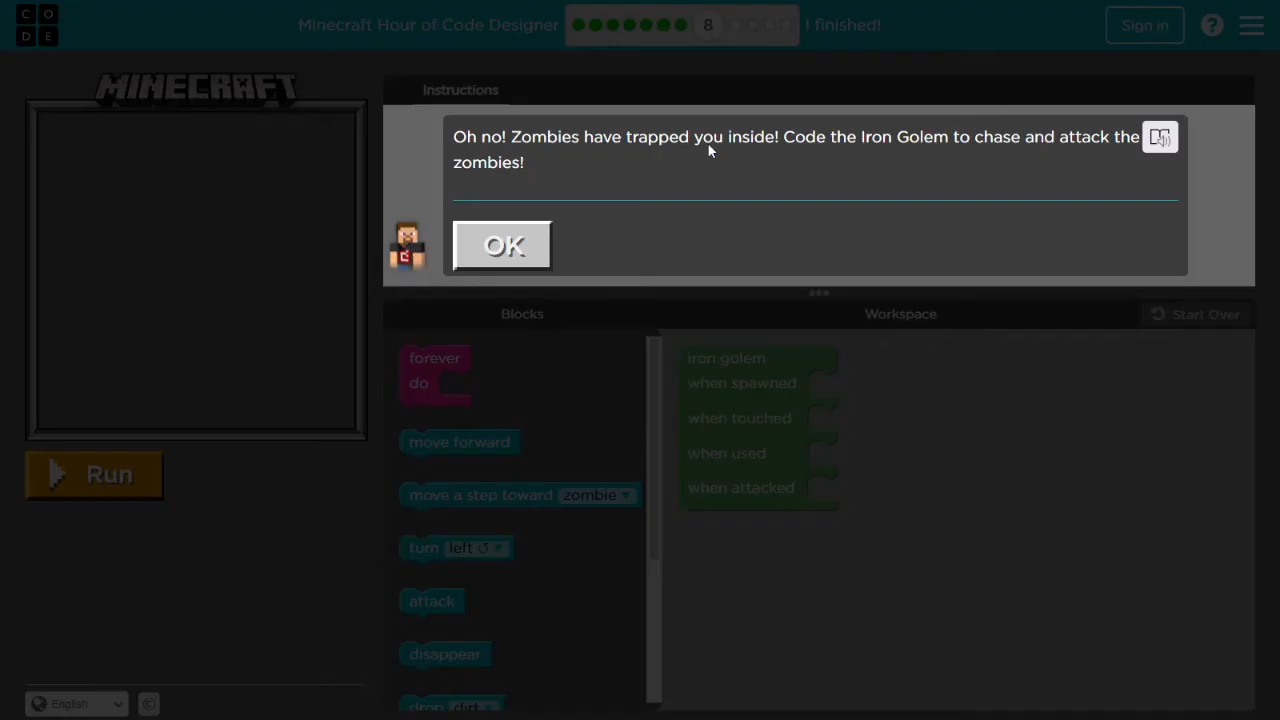 CODE
Minecraft Hour of Code Designer
8
I finished!
Sign in
?
MINECRAFT
Instructions
Oh no! Zombies have trapped you inside! Code the Iron Golem to chase and attack the
zombies!
OK
Run
Blocks
Workspace
Start Over
forever
do
move forward
move a step toward zombie
turn left
attack
disappear
drop dirt
iron golem
when spawned
when touched
when used
when attacked
English
©